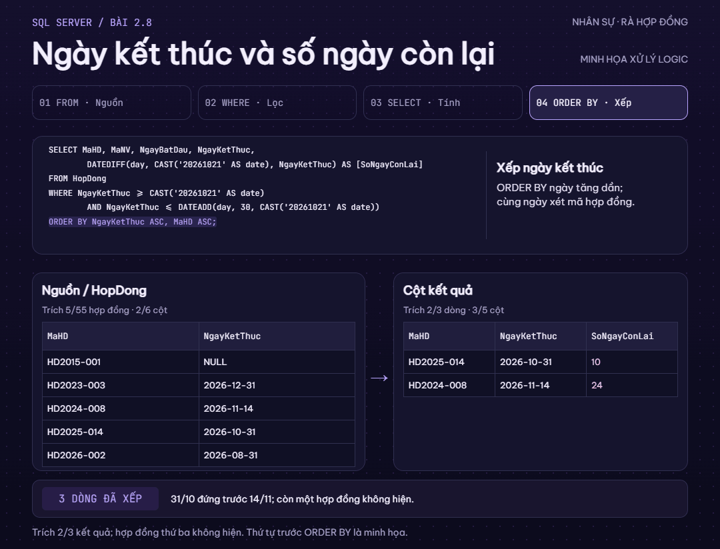 SQL SERVER / BÀI 2.8
NHÂN SỰ · RÀ HỢP ĐỒNG
Ngày kết thúc và số ngày còn lại
MINH HỌA XỬ LÝ LOGIC
01 FROM · Nguồn
02 WHERE · Lọc
03 SELECT · Tính
04 ORDER BY · Xếp
SELECT MaHD, MaNV, NgayBatDau, NgayKetThuc,
DATEDIFF(day, CAST('20261021' AS date), NgayKetThuc) AS [SoNgayConLai]
FROM HopDong
WHERE NgayKetThuc >= CAST('20261021' AS date)
AND NgayKetThuc <= DATEADD(day, 30, CAST('20261021' AS date))
ORDER BY NgayKetThuc ASC, MaHD ASC;
Xếp ngày kết thúc
ORDER BY ngày tăng dần;
cùng ngày xét mã hợp đồng.
Nguồn / HopDong
Trích 5/55 hợp đồng · 2/6 cột
MaHD NgayKetThuc
HD2015-001 NULL
HD2023-003 2026-12-31
HD2024-008 2026-11-14
HD2025-014 2026-10-31
HD2026-002 2026-08-31
→
Cột kết quả
Trích 2/3 dòng · 3/5 cột
MaHD NgayKetThuc SoNgayConLai
HD2025-014 2026-10-31 10
HD2024-008 2026-11-14 24
3 DÒNG ĐÃ XẾP
31/10 đứng trước 14/11; còn một hợp đồng không hiện.
Trích 2/3 kết quả; hợp đồng thứ ba không hiện. Thứ tự trước ORDER BY là minh họa.